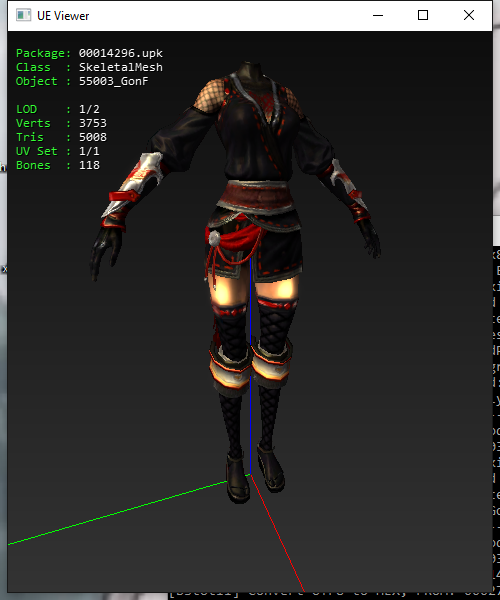 UE Viewer
Package: 00014296.upk
Class : SkeletalMesh
Object : 55003_GonF
LOD : 1/2
Verts : 3753
Tris : 5008
UV Set : 1/1
Bones : 118